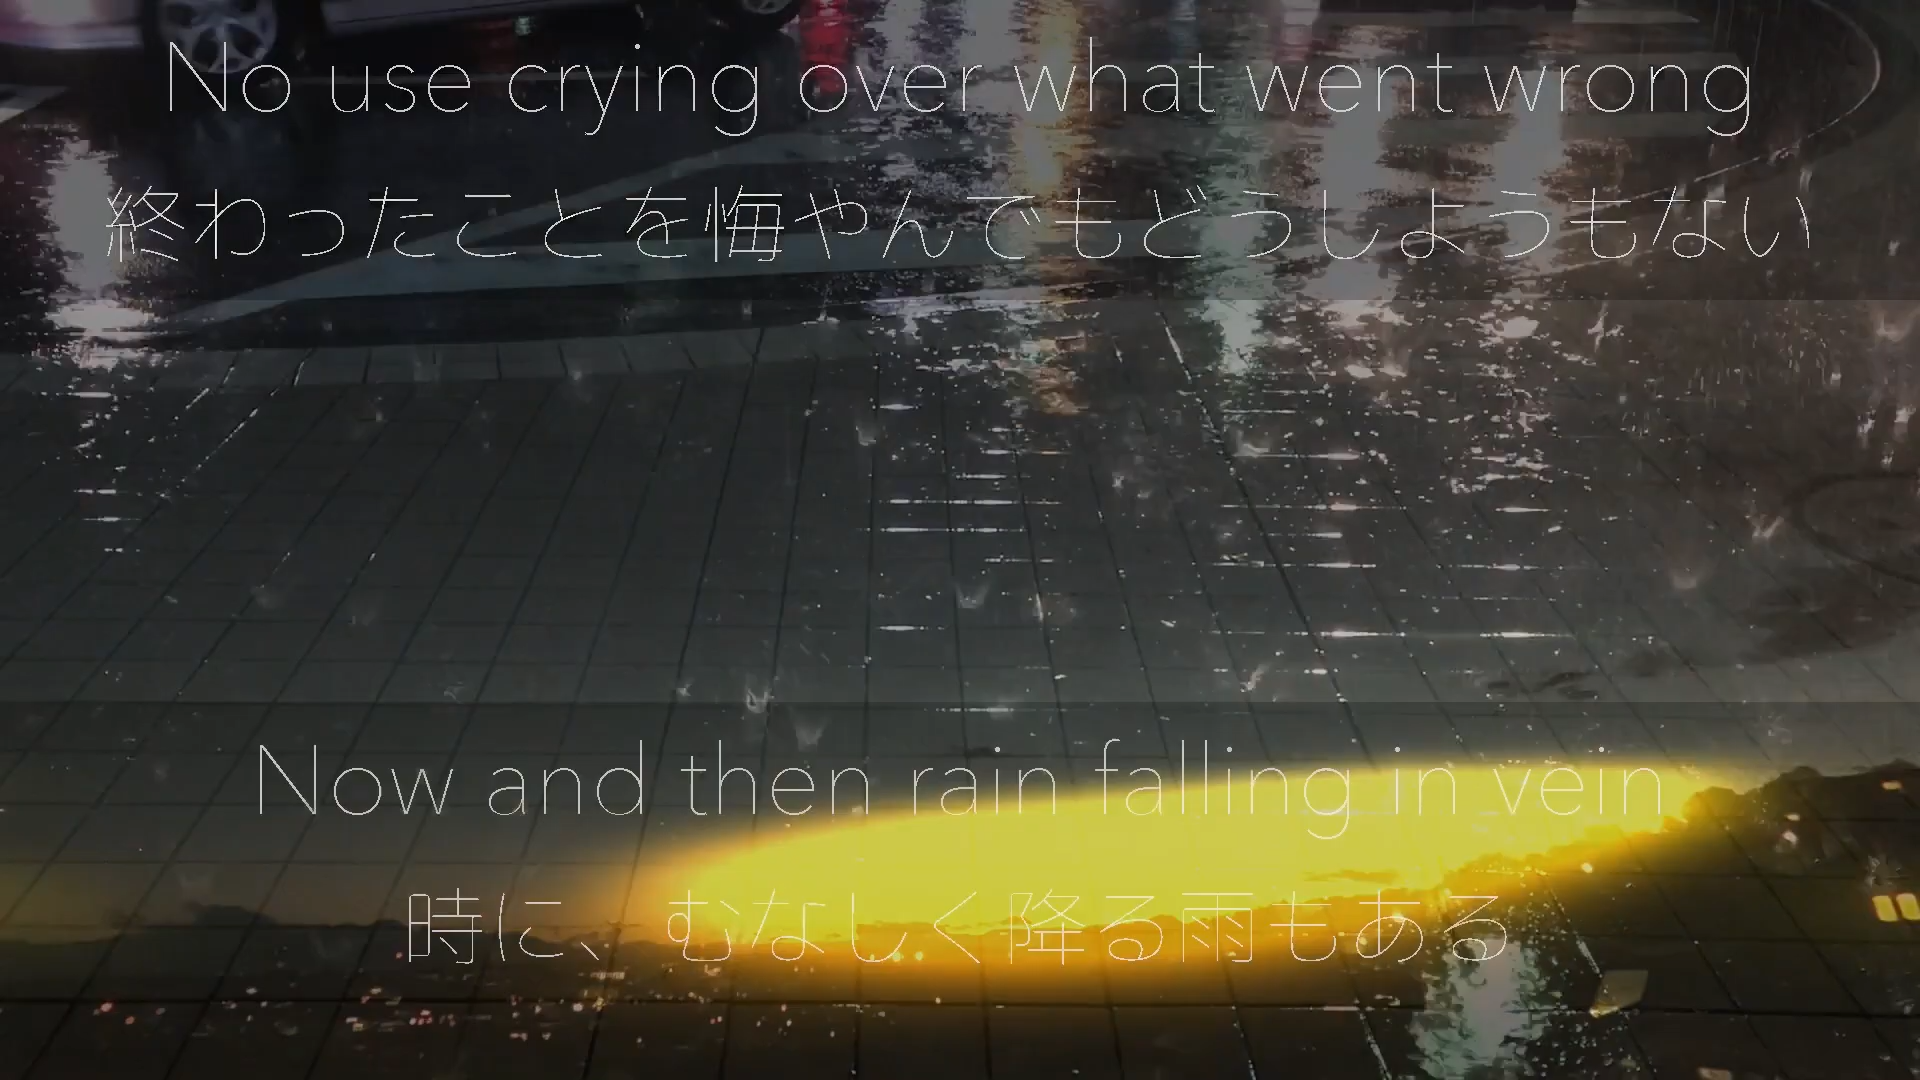 No use crying over what went wrong
終わったことを悔やんでもどうしようもない
Now and then rain falling in vein
時に、むなしく降る雨もある